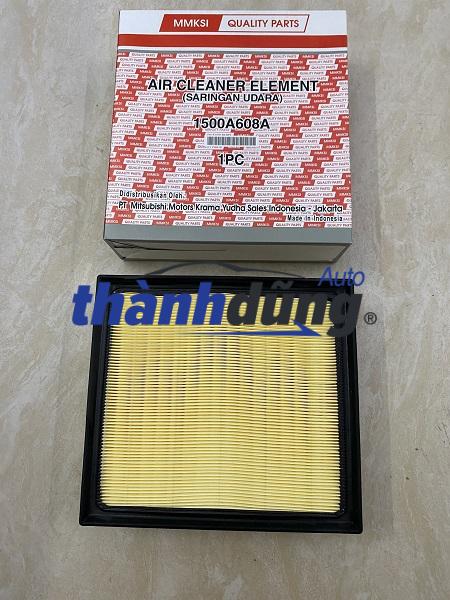 MMKSI QUALITY PARTS
AIR CLEANER ELEMENT
(SARINGAN UDARA)
1500A608A
1PC
Didistribusikan Oleh:
PT Mitsubishi Motors Krama Yudha Sales Indonesia - Jakarta
Made in Indonesia
Auto
thànhdũng®